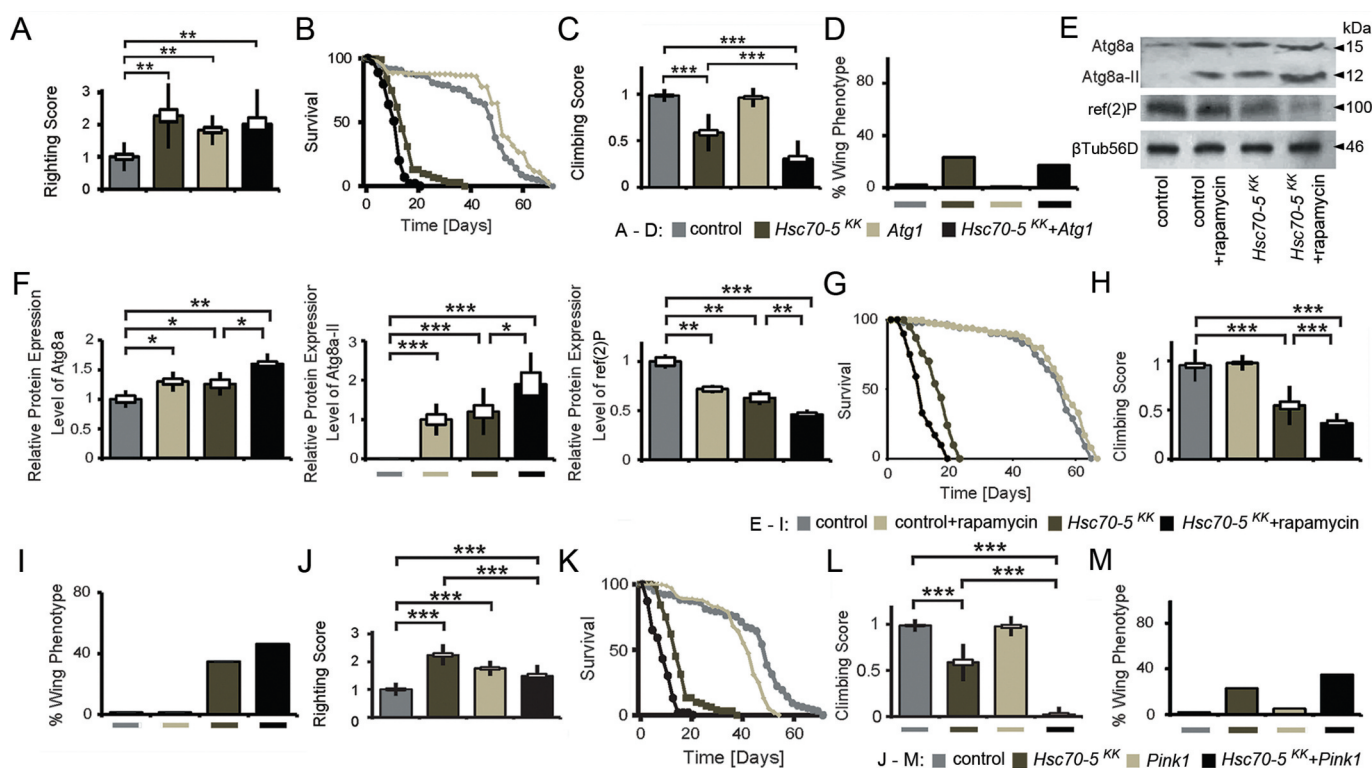 A
Righting Score
3
2
1
0
**
**
**
B
Survival
100
50
0
0 20 40 60
Time [Days]
C
Climbing Score
1
0.5
0
***
***
***
D
% Wing Phenotype
80
40
0
A - D: control Hsc70-5 KK Atg1 Hsc70-5 KK+Atg1
E
kDa
Atg8a 15
Atg8a-II 12
ref(2)P 100
βTub56D 46
control
control +rapamycin
Hsc70-5 KK
Hsc70-5 KK +rapamycin
F
Relative Protein Epression
Level of Atg8a
2
1.5
1
0.5
0
**
*
*
*
Relative Protein Expressior
Level of Atg8a-II
3
2
1
0
***
***
*
***
Relative Protein Expressior
Level of ref(2)P
1
0.5
0
***
**
**
**
G
Survival
100
50
0
0 20 40 60
Time [Days]
H
Climbing Score
1
0.5
0
***
***
***
E - I: control control+rapamycin Hsc70-5 KK Hsc70-5 KK+rapamycin
I
% Wing Phenotype
80
40
0
J
Righting Score
3
2
1
0
***
***
***
***
K
Survival
100
50
0
0 20 40 60
Time [Days]
L
Climbing Score
1
0.5
0
***
***
***
M
% Wing Phenotype
80
40
0
J - M: control Hsc70-5 KK Pink1 Hsc70-5 KK+Pink1